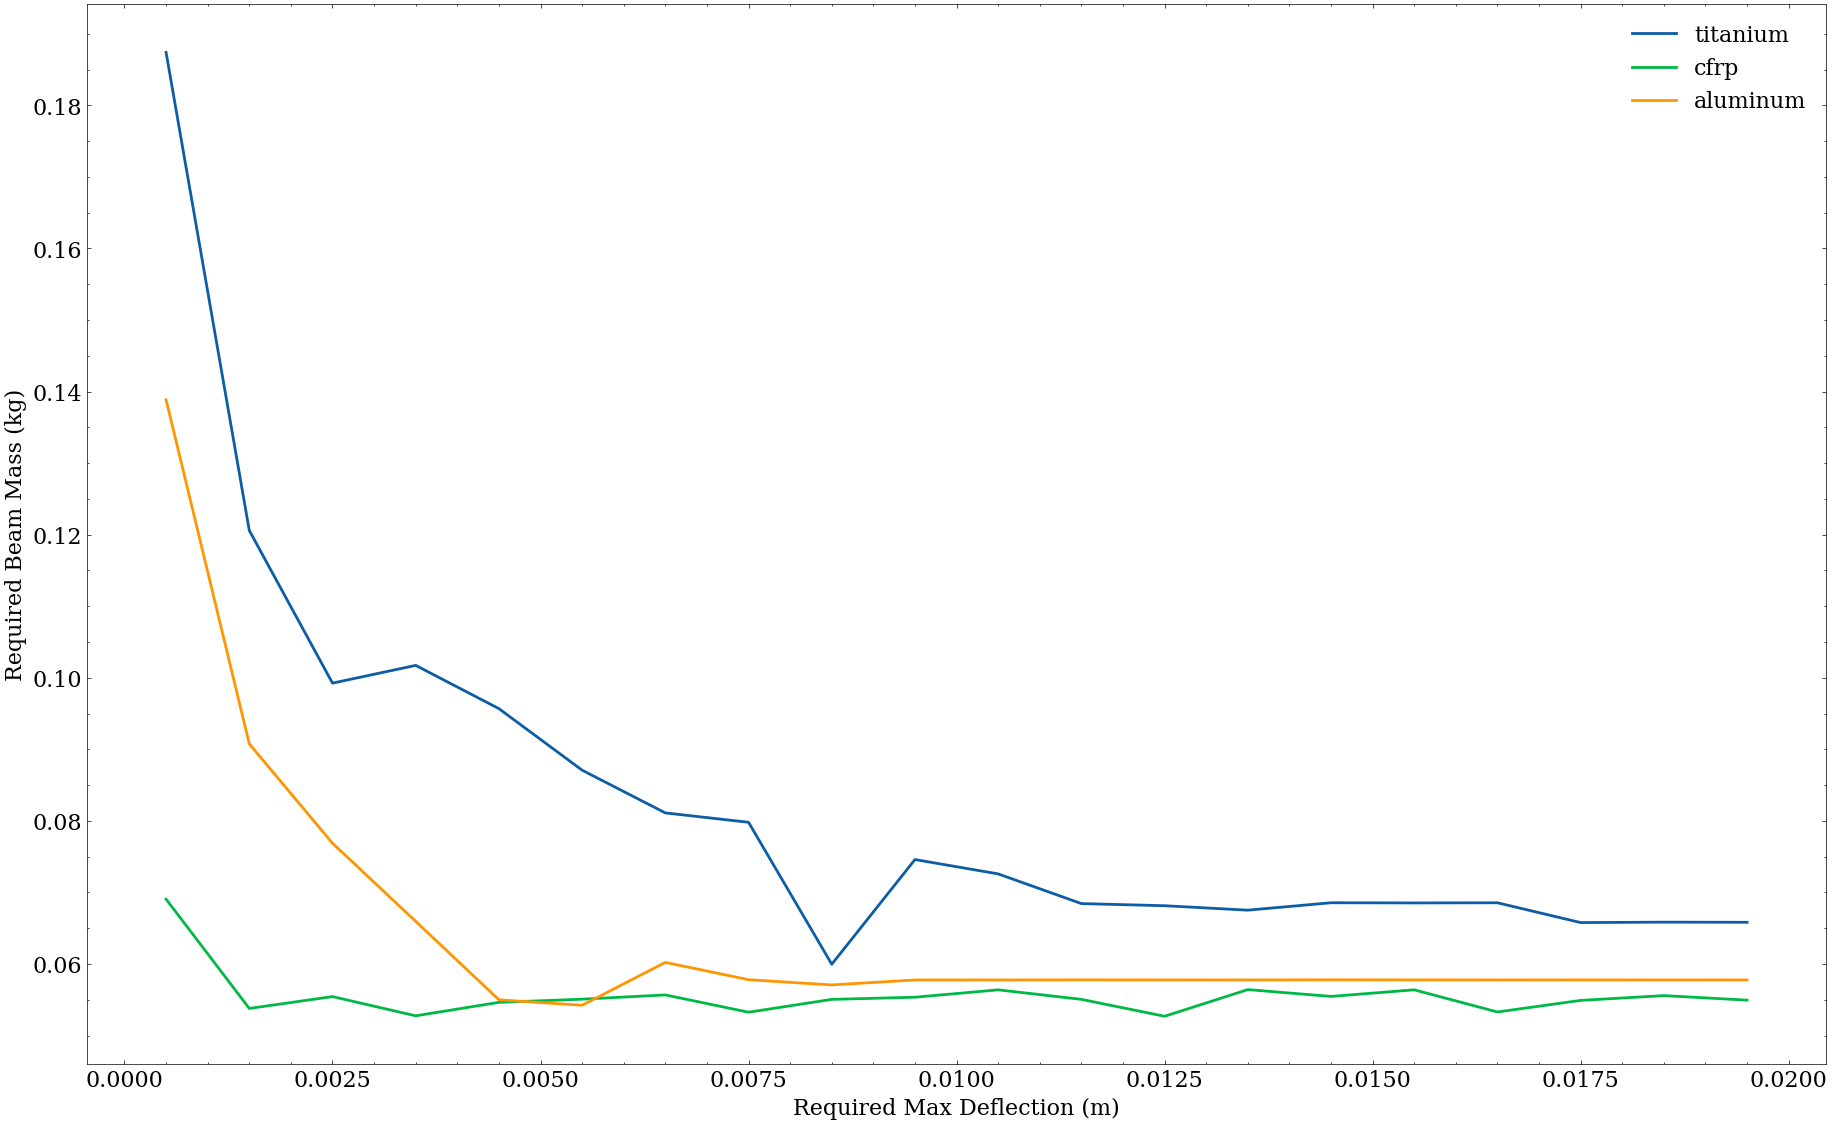 titanium
cfrp
aluminum
0.18
0.16
0.14
0.12
0.10
0.08
0.06
Required Beam Mass (kg)
0.0000 0.0025 0.0050 0.0075 0.0100 0.0125 0.0150 0.0175 0.0200
Required Max Deflection (m)